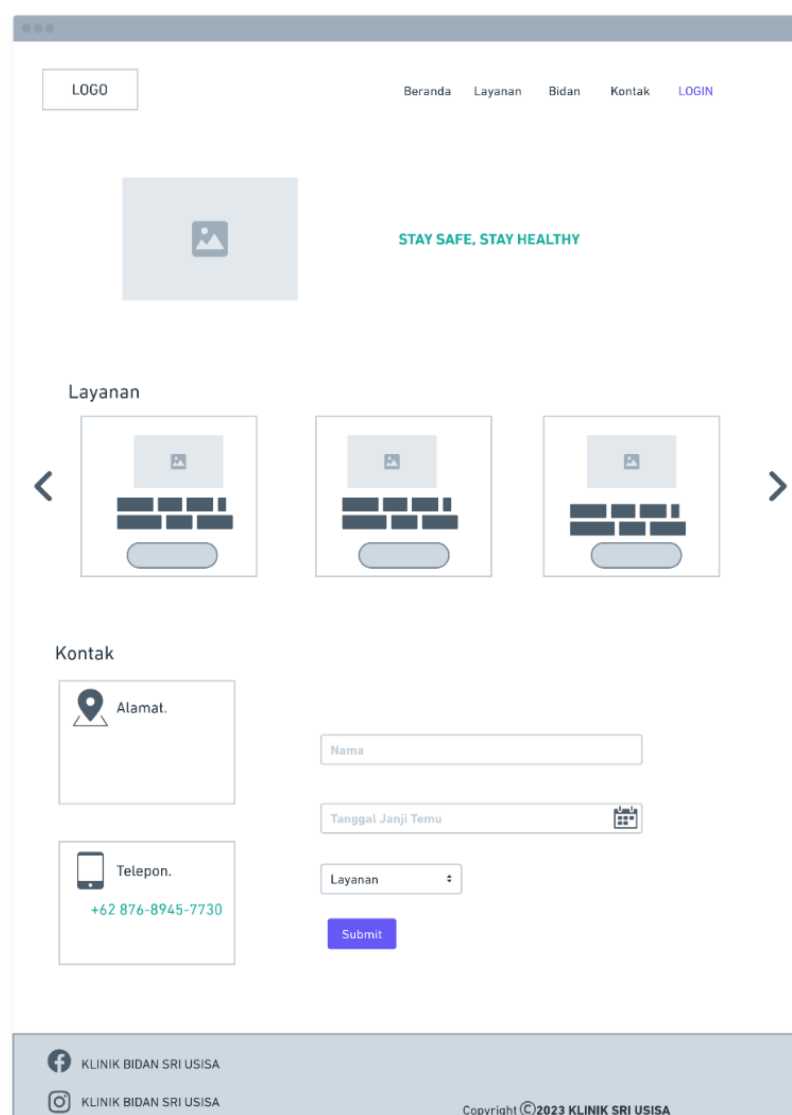 LOGO
Beranda Layanan Bidan Kontak LOGIN
STAY SAFE, STAY HEALTHY
Layanan
Kontak
Alamat.
Nama
Tanggal Janji Temu
Telepon.
+62 876-8945-7730
Layanan
Submit
KLINIK BIDAN SRI USISA
KLINIK BIDAN SRI USISA
Copyright ©2023 KLINIK SRI USISA